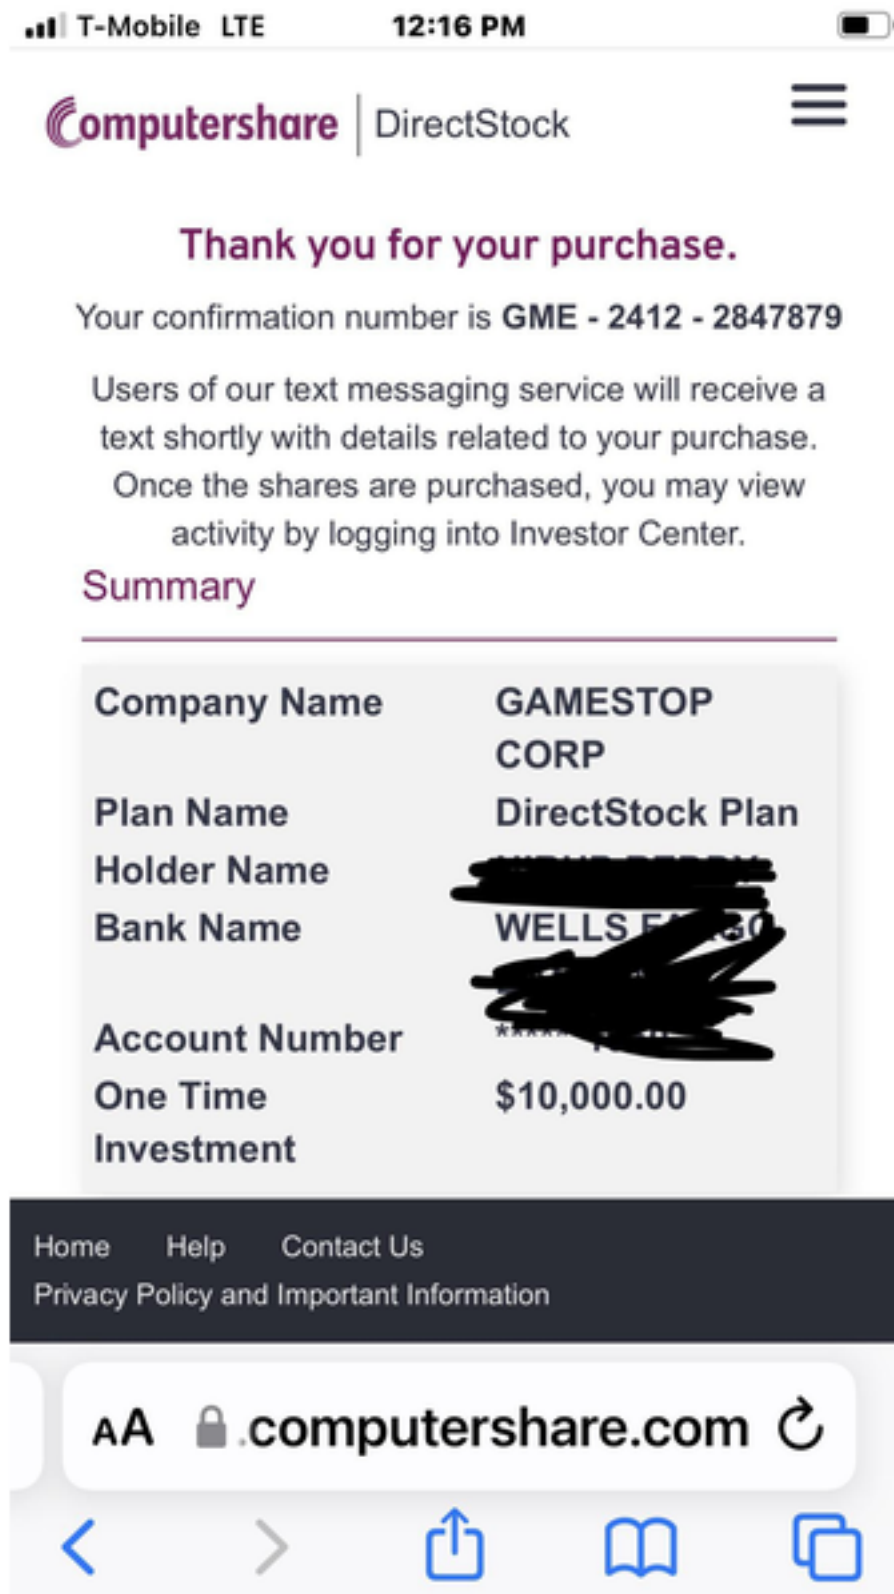 T-Mobile LTE 12:16 PM
Computershare DirectStock
Thank you for your purchase.
Your confirmation number is GME - 2412 - 2847879
Users of our text messaging service will receive a
text shortly with details related to your purchase.
Once the shares are purchased, you may view
activity by logging into Investor Center.
Summary
Company Name GAMESTOP
CORP
Plan Name DirectStock Plan
Holder Name
Bank Name WELLS
Account Number
One Time $10,000.00
Investment
Home Help Contact Us
Privacy Policy and Important Information
AA .computershare.com